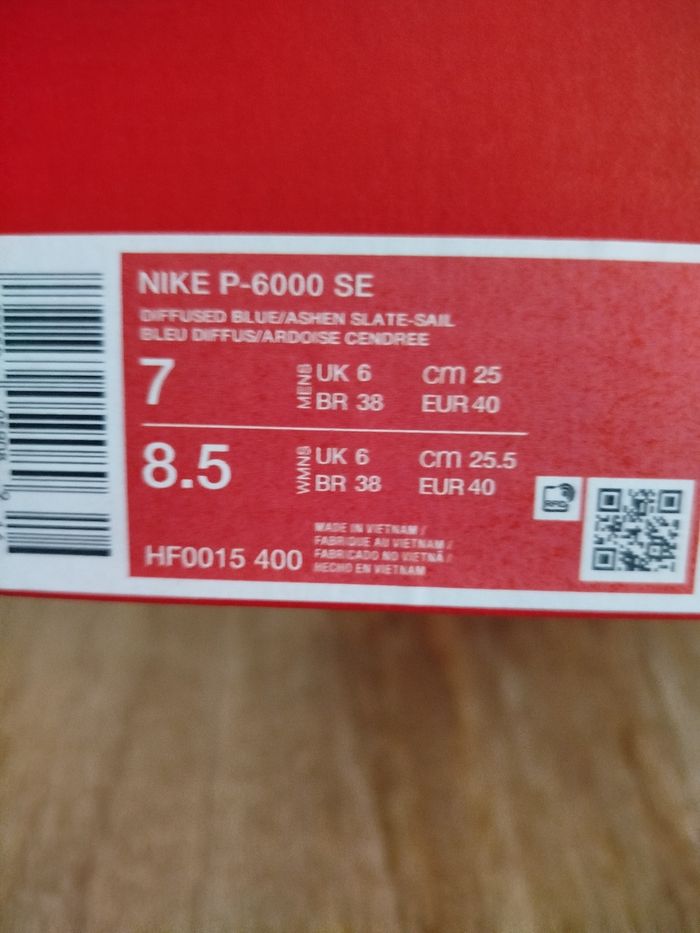 NIKE P-6000 SE
DIFFUSED BLUE/ASHEN SLATE-SAIL
BLEU DIFFUS/ARDOISE CENDREE
7
MENS
UK 6 cm 25
BR 38 EUR 40
8.5
WMNS
UK 6 cm 25.5
BR 38 EUR 40
RFID
HF0015 400
MADE IN VIETNAM /
FABRIQUE AU VIETNAM /
FABRICADO NO VIETNÃ /
HECHO EN VIETNAM